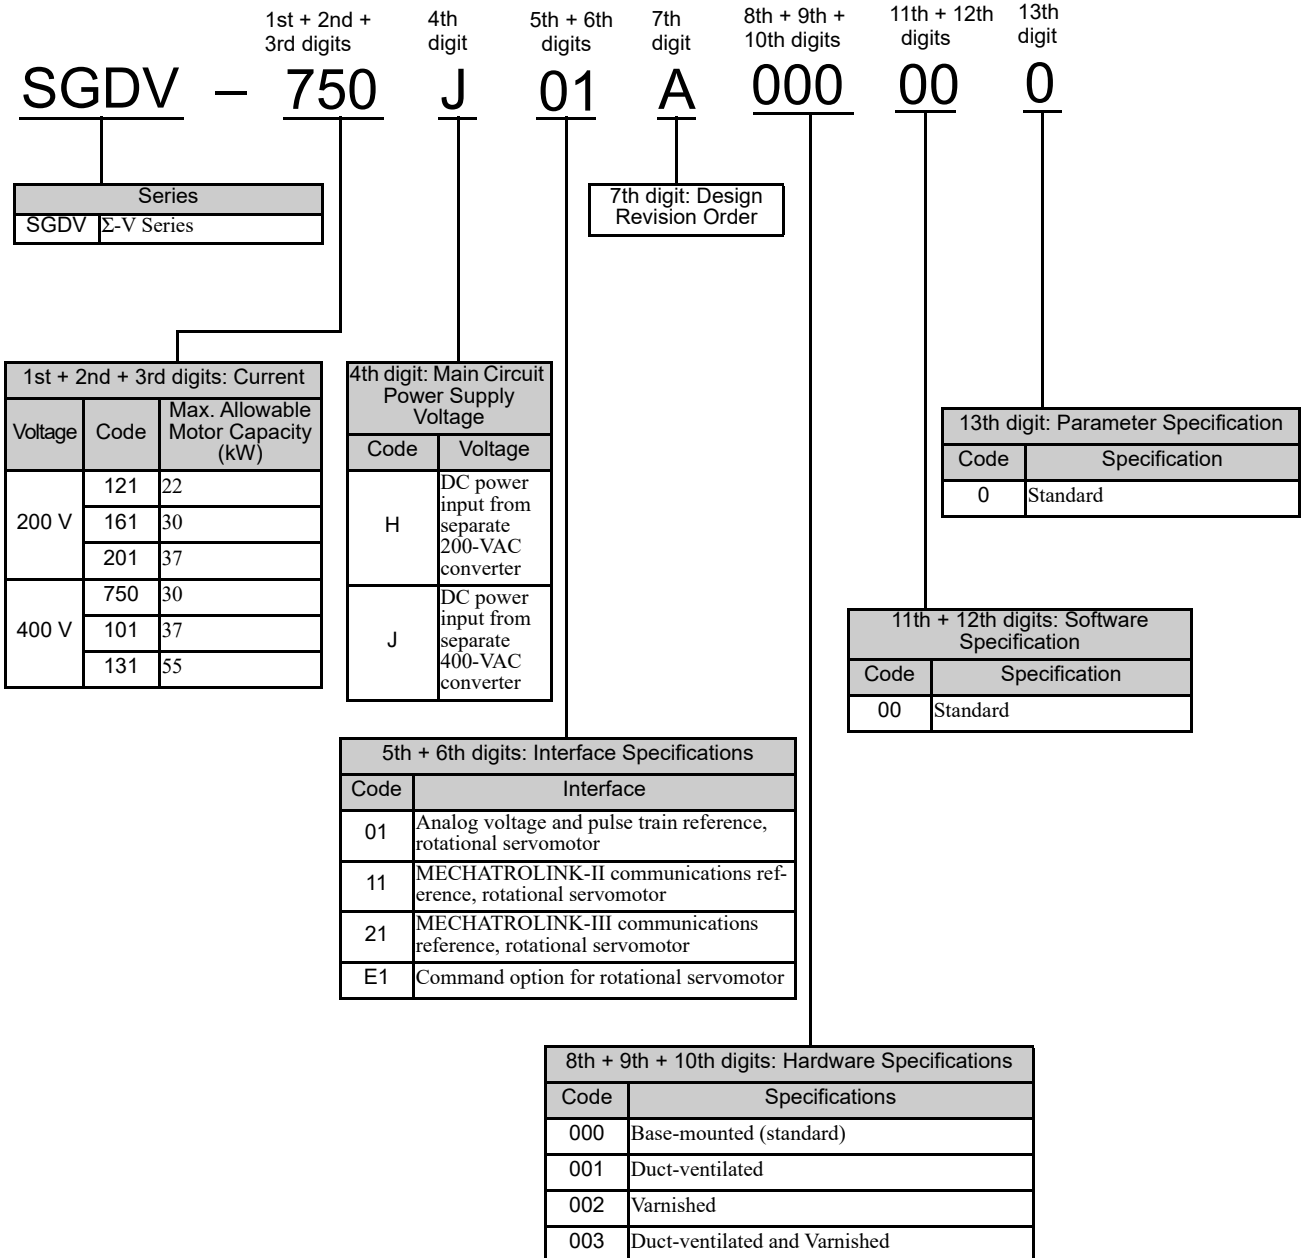 1st + 2nd +
3rd digits
4th
digit
5th + 6th
digits
7th
digit
8th + 9th +
10th digits
11th + 12th
digits
13th
digit
SGDV – 750 J 01 A 000 00 0
Series
SGDV Σ-V Series
7th digit: Design
Revision Order
1st + 2nd + 3rd digits: Current
Voltage Code Max. Allowable
Motor Capacity
(kW)
200 V
121 22
161 30
201 37
400 V
750 30
101 37
131 55
4th digit: Main Circuit
Power Supply
Voltage
Code Voltage
H
DC power
input from
separate
200-VAC
converter
J
DC power
input from
separate
400-VAC
converter
13th digit: Parameter Specification
Code Specification
0 Standard
11th + 12th digits: Software
Specification
Code Specification
00 Standard
5th + 6th digits: Interface Specifications
Code Interface
01 Analog voltage and pulse train reference,
rotational servomotor
11 MECHATROLINK-II communications ref-
erence, rotational servomotor
21 MECHATROLINK-III communications
reference, rotational servomotor
E1 Command option for rotational servomotor
8th + 9th + 10th digits: Hardware Specifications
Code Specifications
000 Base-mounted (standard)
001 Duct-ventilated
002 Varnished
003 Duct-ventilated and Varnished